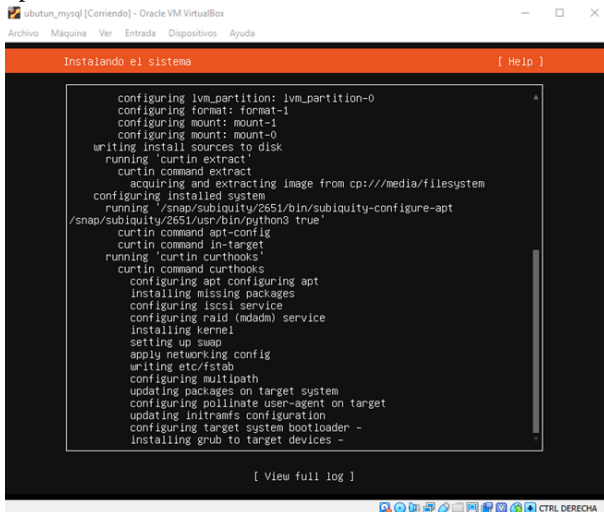 ubutun_mysql [Corriendo] - Oracle VM VirtualBox
Archivo Máquina Ver Entrada Dispositivos Ayuda
Instalando el sistema [ Help ]
configuring lvm_partition: lvm_partition-0
configuring format: format-1
configuring mount: mount-1
configuring mount: mount-0
writing install sources to disk
running 'curtin extract'
curtin command extract
acquiring and extracting image from cp:///media/filesystem
configuring installed system
running '/snap/subiquity/2651/bin/subiquity-configure-apt
/snap/subiquity/2651/usr/bin/python3 true'
curtin command apt-config
curtin command in-target
running 'curtin curthooks'
curtin command curthooks
configuring apt configuring apt
installing missing packages
configuring iscsi service
configuring raid (mdadm) service
installing kernel
setting up swap
apply networking config
writing etc/fstab
configuring multipath
updating packages on target system
configuring pollinate user-agent on target
updating initramfs configuration
configuring target system bootloader -
installing grub to target devices -
[ View full log ]
CTRL DERECHA